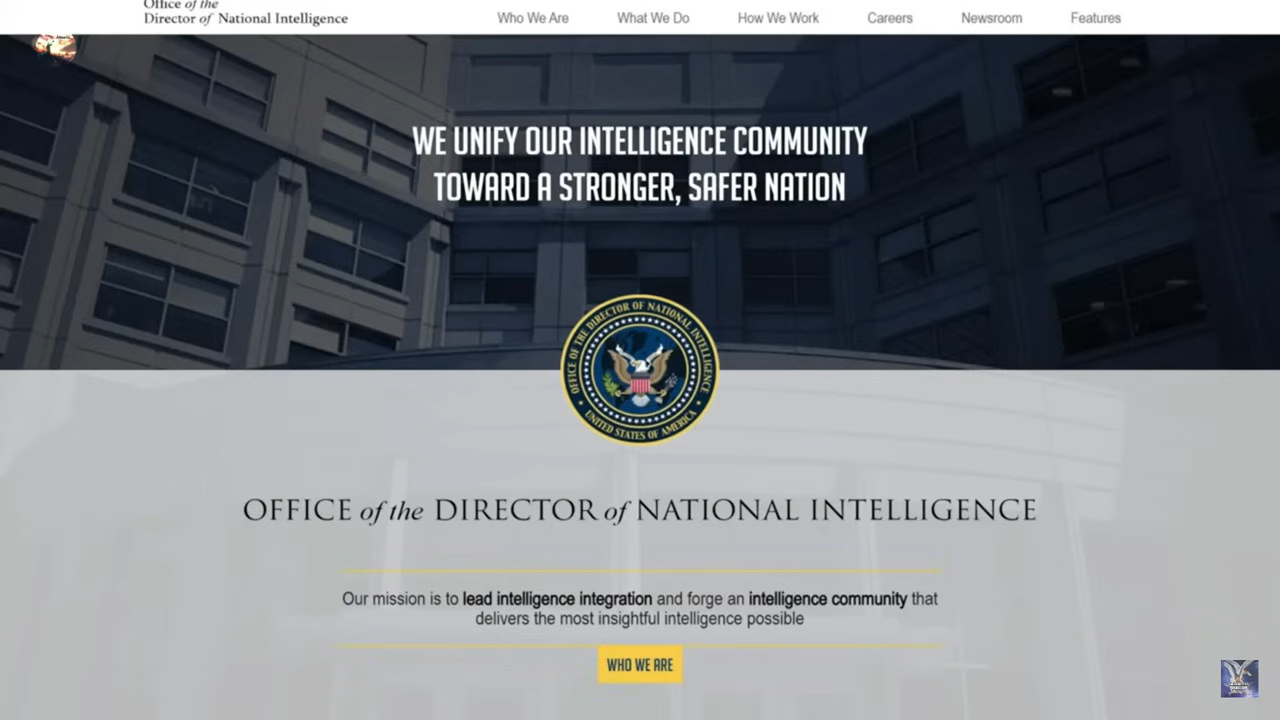 Office of the
Director of National Intelligence
Who We Are
What We Do
How We Work
Careers
Newsroom
Features
WE UNIFY OUR INTELLIGENCE COMMUNITY
TOWARD A STRONGER, SAFER NATION
OFFICE OF THE DIRECTOR OF NATIONAL INTELLIGENCE
UNITED STATES OF AMERICA
OFFICE of the DIRECTOR of NATIONAL INTELLIGENCE
Our mission is to lead intelligence integration and forge an intelligence community that
delivers the most insightful intelligence possible
WHO WE ARE